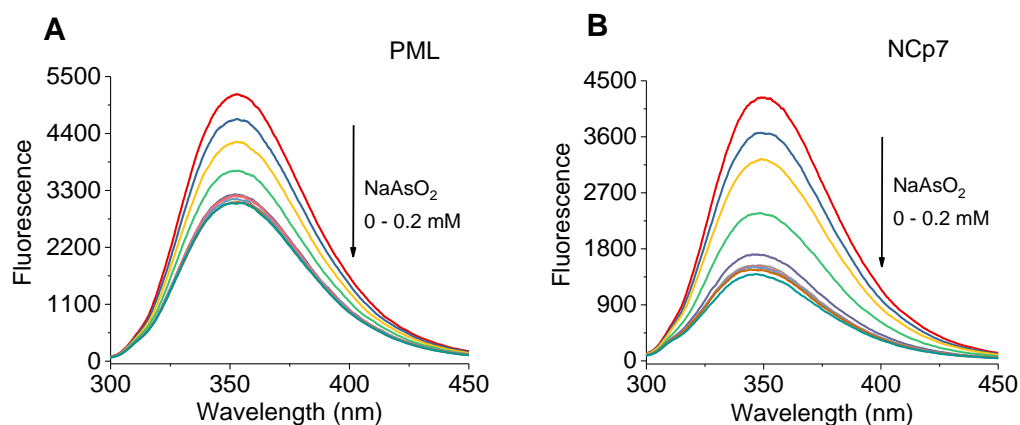 A
PML
5500
4400
3300
2200
1100
0
Fluorescence
NaAsO₂
0 - 0.2 mM
300
350
400
450
Wavelength (nm)
B
NCp7
4500
3600
2700
1800
900
0
Fluorescence
NaAsO₂
0 - 0.2 mM
300
350
400
450
Wavelength (nm)